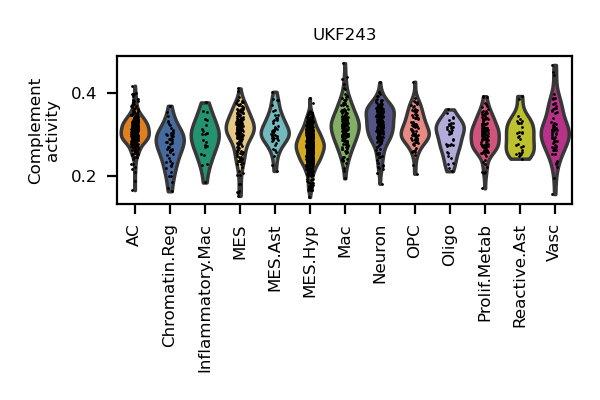 UKF243
Complement
activity
0.4
0.2
AC
Chromatin.Reg
Inflammatory.Mac
MES
MES.Ast
MES.Hyp
Mac
Neuron
OPC
Oligo
Prolif.Metab
Reactive.Ast
Vasc